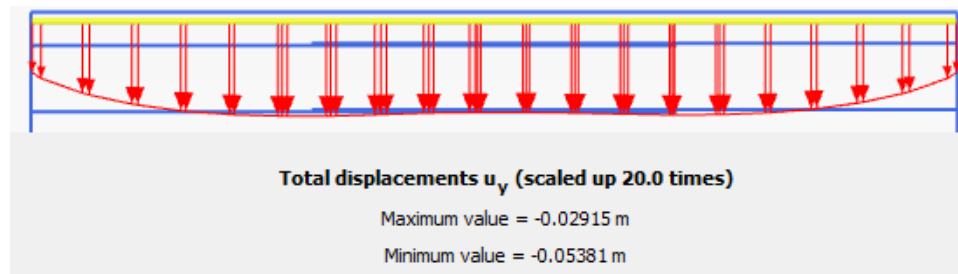 Total displacements uy (scaled up 20.0 times)
Maximum value = -0.02915 m
Minimum value = -0.05381 m